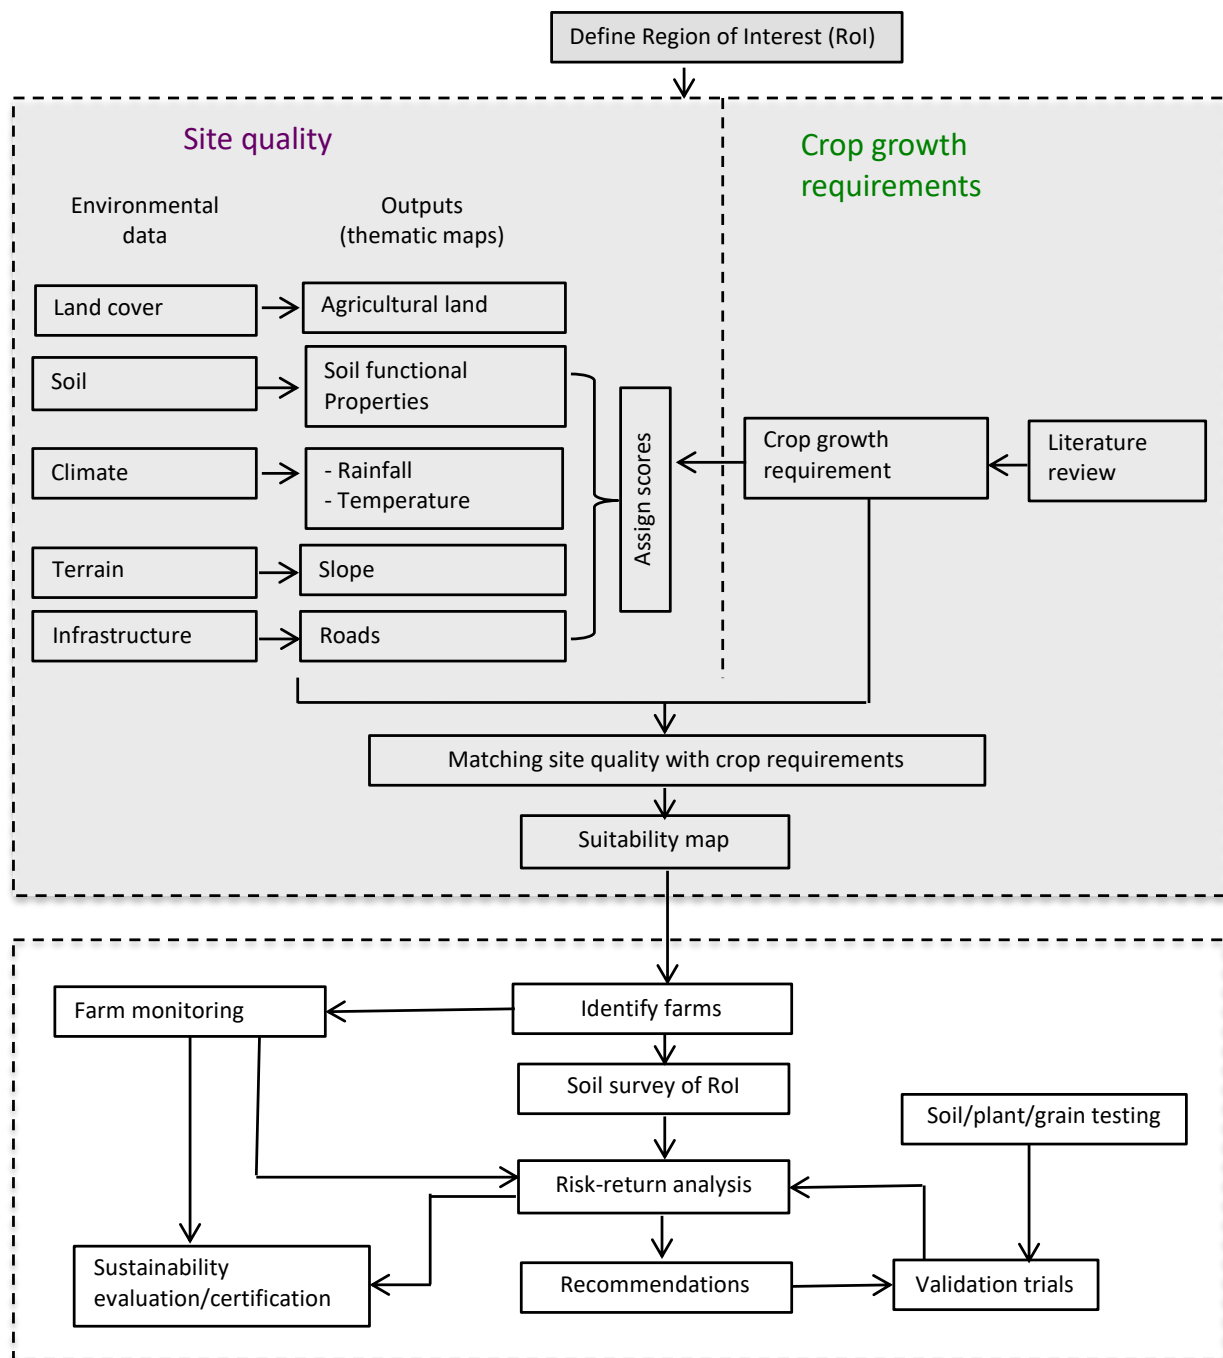 Define Region of Interest (RoI)
Site quality
Crop growth
requirements
Environmental
data
Outputs
(thematic maps)
Land cover
Agricultural land
Soil
Soil functional
Properties
Climate
- Rainfall
- Temperature
Terrain
Slope
Infrastructure
Roads
Assign scores
Crop growth
requirement
Literature
review
Matching site quality with crop requirements
Suitability map
Farm monitoring
Identify farms
Soil survey of RoI
Soil/plant/grain testing
Risk-return analysis
Sustainability
evaluation/certification
Recommendations
Validation trials